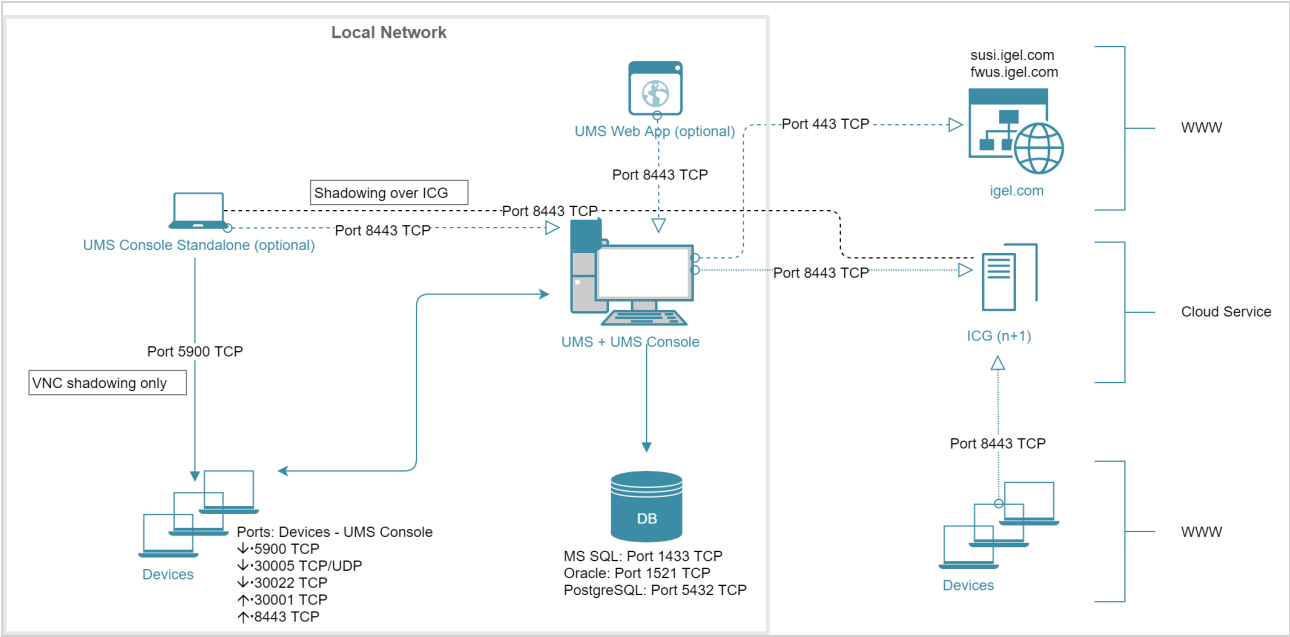 Local Network
susi.igel.com
fwus.igel.com
UMS Web App (optional)
Port 443 TCP
WWW
Port 8443 TCP
igel.com
Shadowing over ICG
Port 8443 TCP
Port 8443 TCP
UMS Console Standalone (optional)
Port 8443 TCP
Cloud Service
UMS + UMS Console
ICG (n+1)
Port 5900 TCP
VNC shadowing only
Port 8443 TCP
DB
Ports: Devices - UMS Console
↓·5900 TCP
↓·30005 TCP/UDP
↓·30022 TCP
↑·30001 TCP
↑·8443 TCP
Devices
MS SQL: Port 1433 TCP
Oracle: Port 1521 TCP
PostgreSQL: Port 5432 TCP
WWW
Devices